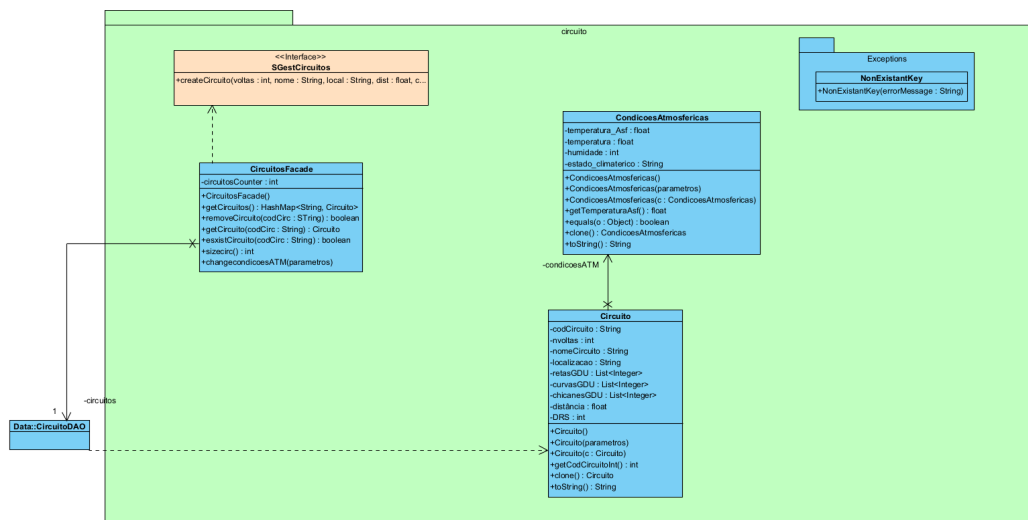 circuito
<<Interface>>
SGestCircuitos
+createCircuito(voltas : int, nome : String, local : String, dist : float, c...
Exceptions
NonExistantKey
+NonExistantKey(errorMessage : String)
CondicoesAtmosfericas
-temperatura_Asf : float
-temperatura : float
-humidade : int
-estado_climaterico : String
+CondicoesAtmosfericas()
+CondicoesAtmosfericas(parametros)
+CondicoesAtmosfericas(c : CondicoesAtmosfericas)
+getTemperaturaAsf() : float
+equals(o : Object) : boolean
+clone() : CondicoesAtmosfericas
+toString() : String
CircuitosFacade
-circuitosCounter : int
+CircuitosFacade()
+getCircuitos() : HashMap<String, Circuito>
+removeCircuito(codCirc : STring) : boolean
+getCircuito(codCirc : String) : Circuito
+esxistCircuito(codCirc : String) : boolean
+sizecirc() : int
+changecondicoesATM(parametros)
-condicoesATM
Circuito
-codCircuito : String
-nvoltas : int
-nomeCircuito : String
-localizacao : String
-retasGDU : List<Integer>
-curvasGDU : List<Integer>
-chicanesGDU : List<Integer>
-distância : float
-DRS : int
+Circuito()
+Circuito(parametros)
+Circuito(c : Circuito)
+getCodCircuitoInt() : int
+clone() : Circuito
+toString() : String
-circuitos
1
Data::CircuitoDAO